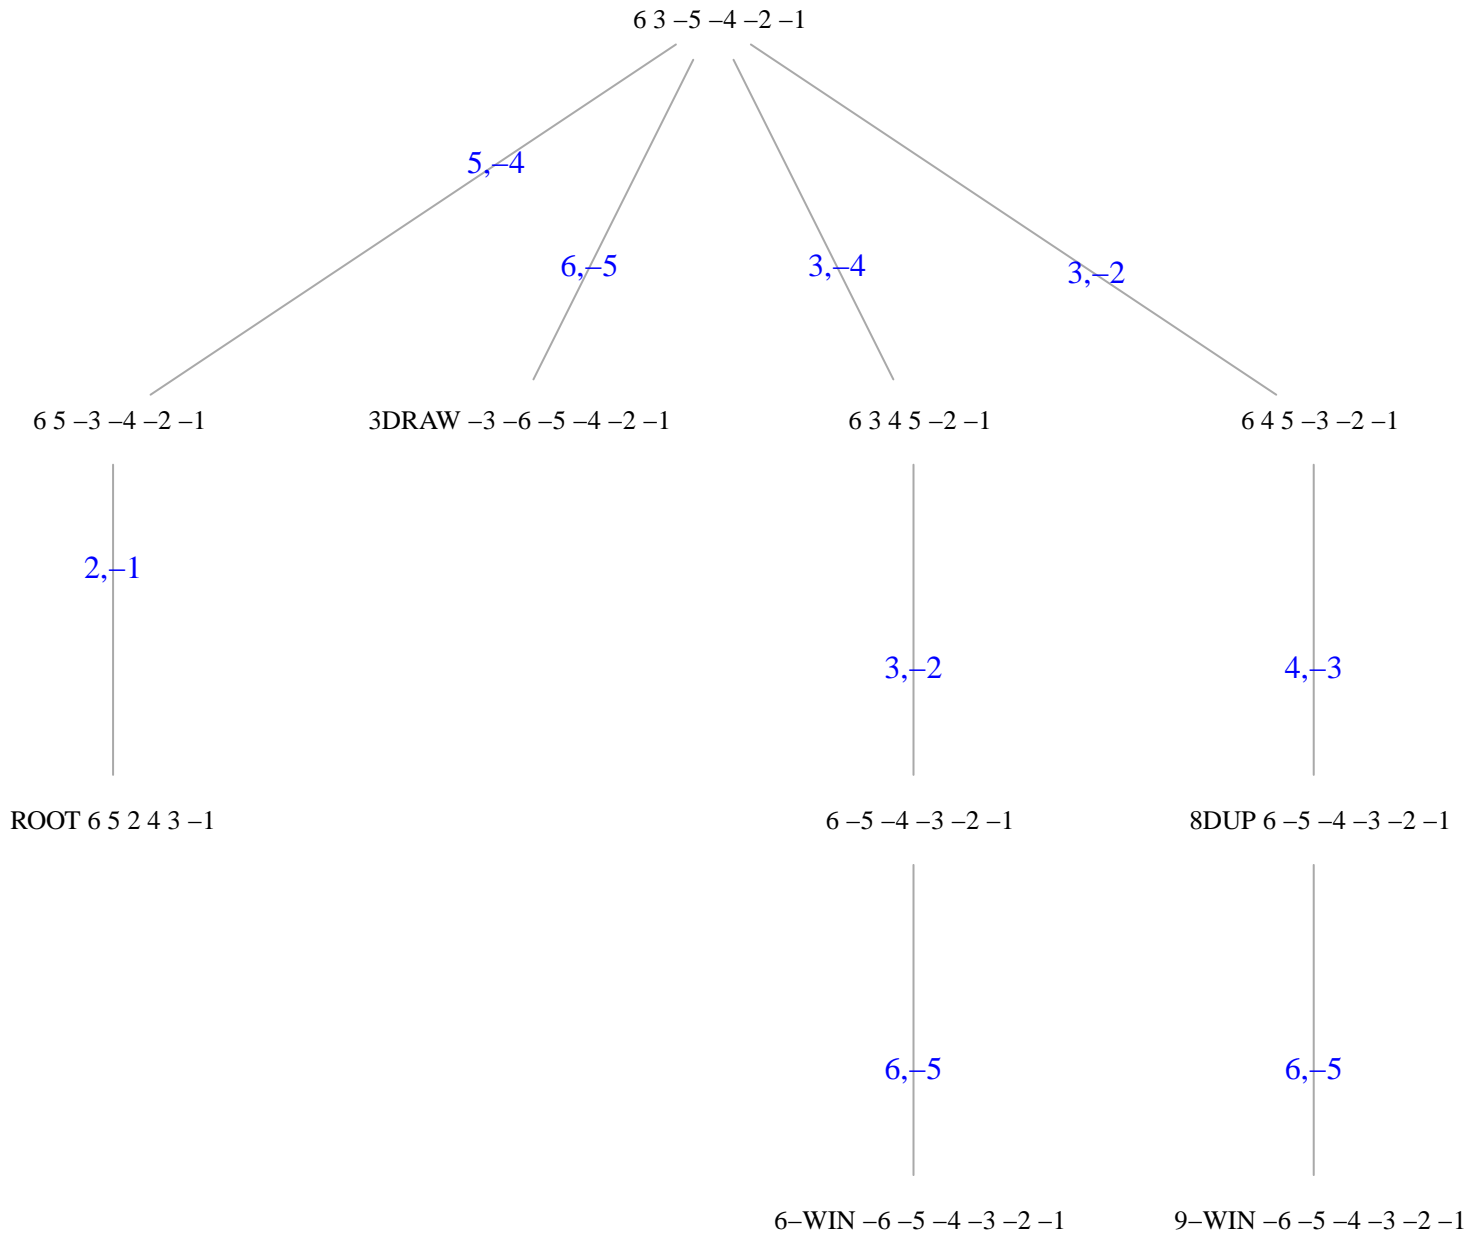 6 3 –5 –4 –2 –1
5,–4
6,–5
3,–4
3,–2
6 5 –3 –4 –2 –1
3DRAW –3 –6 –5 –4 –2 –1
6 3 4 5 –2 –1
6 4 5 –3 –2 –1
2,–1
3,–2
4,–3
ROOT 6 5 2 4 3 –1
6 –5 –4 –3 –2 –1
8DUP 6 –5 –4 –3 –2 –1
6,–5
6,–5
6–WIN –6 –5 –4 –3 –2 –1
9–WIN –6 –5 –4 –3 –2 –1